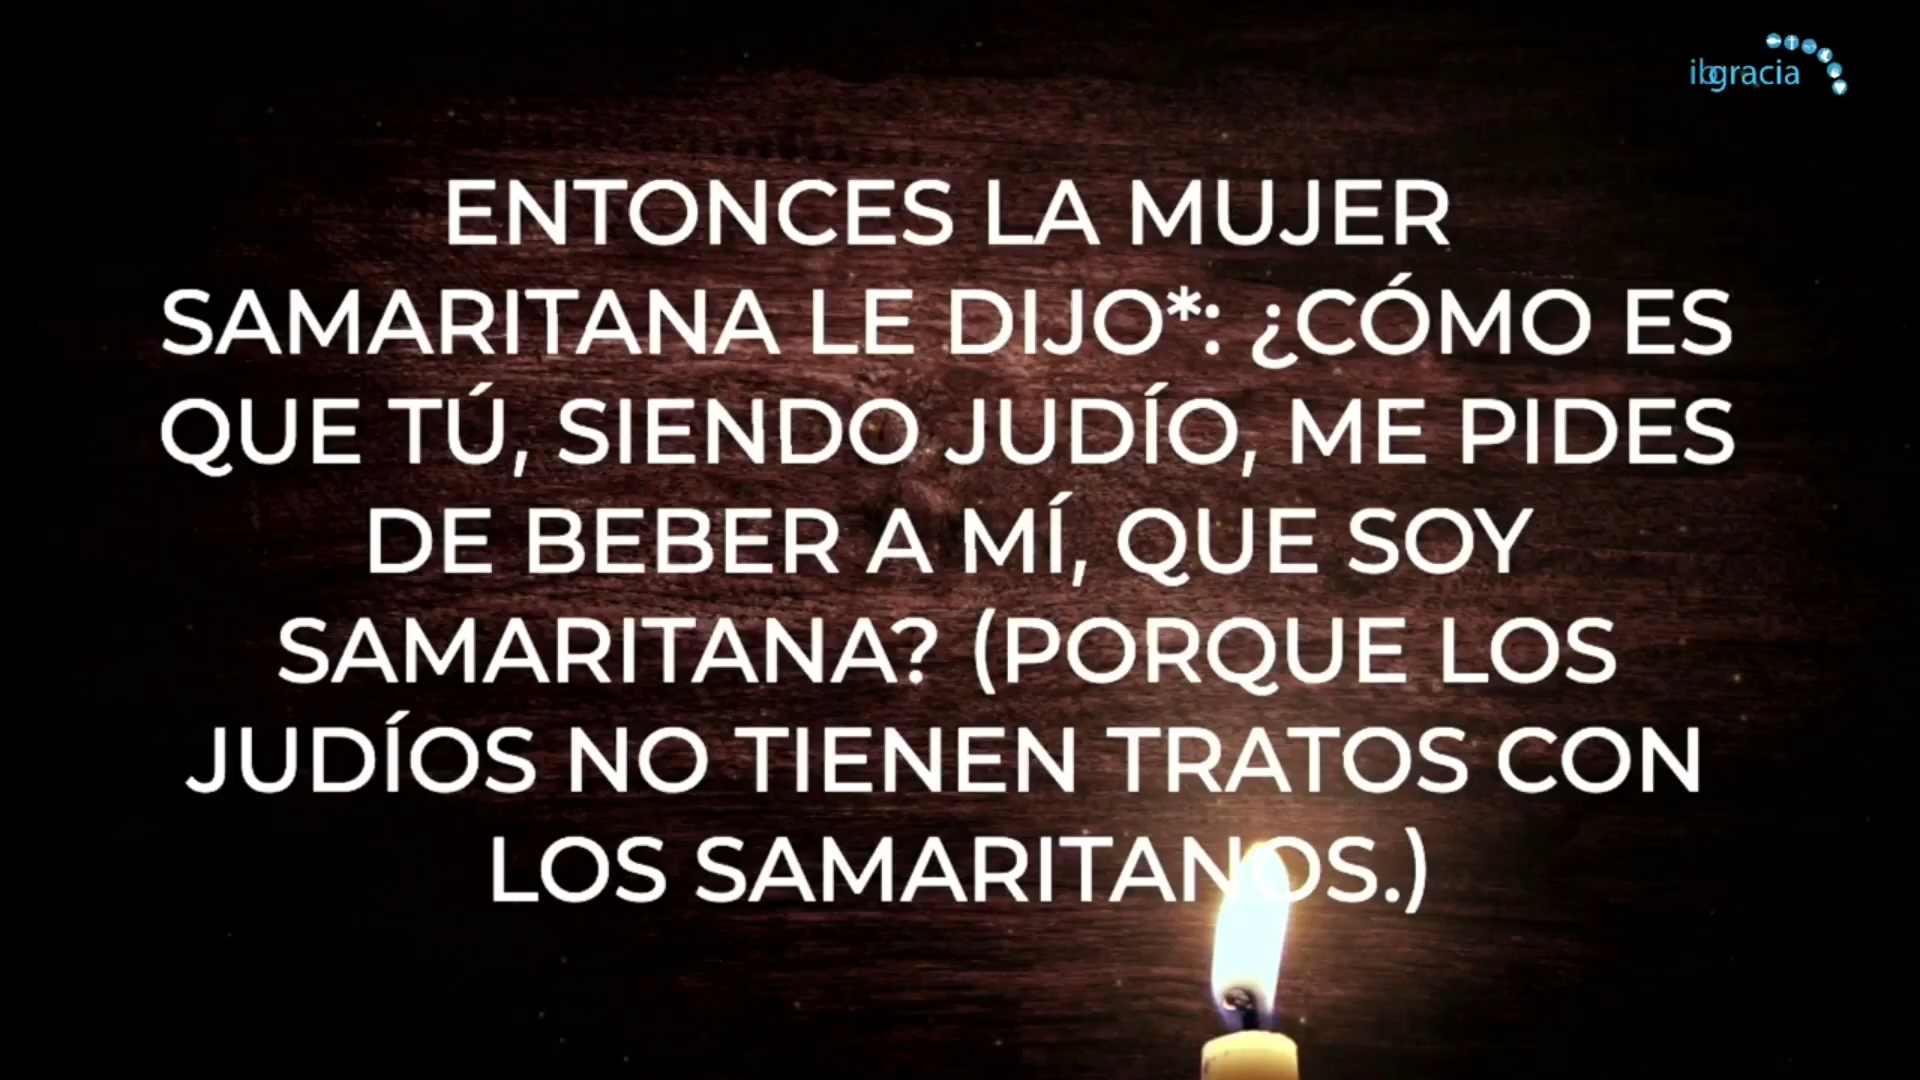 ibgracia
ENTONCES LA MUJER
SAMARITANA LE DIJO*: ¿CÓMO ES
QUE TÚ, SIENDO JUDÍO, ME PIDES
DE BEBER A MÍ, QUE SOY
SAMARITANA? (PORQUE LOS
JUDÍOS NO TIENEN TRATOS CON
LOS SAMARITANOS.)